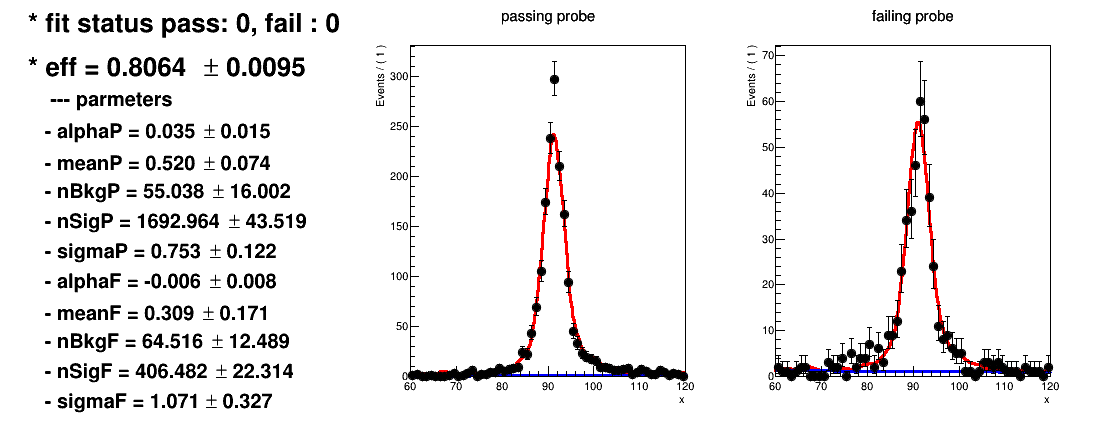 * fit status pass: 0, fail : 0
* eff = 0.8064 ± 0.0095
--- parmeters
- alphaP = 0.035 ± 0.015
- meanP = 0.520 ± 0.074
- nBkgP = 55.038 ± 16.002
- nSigP = 1692.964 ± 43.519
- sigmaP = 0.753 ± 0.122
- alphaF = -0.006 ± 0.008
- meanF = 0.309 ± 0.171
- nBkgF = 64.516 ± 12.489
- nSigF = 406.482 ± 22.314
- sigmaF = 1.071 ± 0.327
passing probe
Events / ( 1 )
300
250
200
150
100
50
0
60 70 80 90 100 110 120
x
failing probe
Events / ( 1 )
70
60
50
40
30
20
10
0
60 70 80 90 100 110 120
x